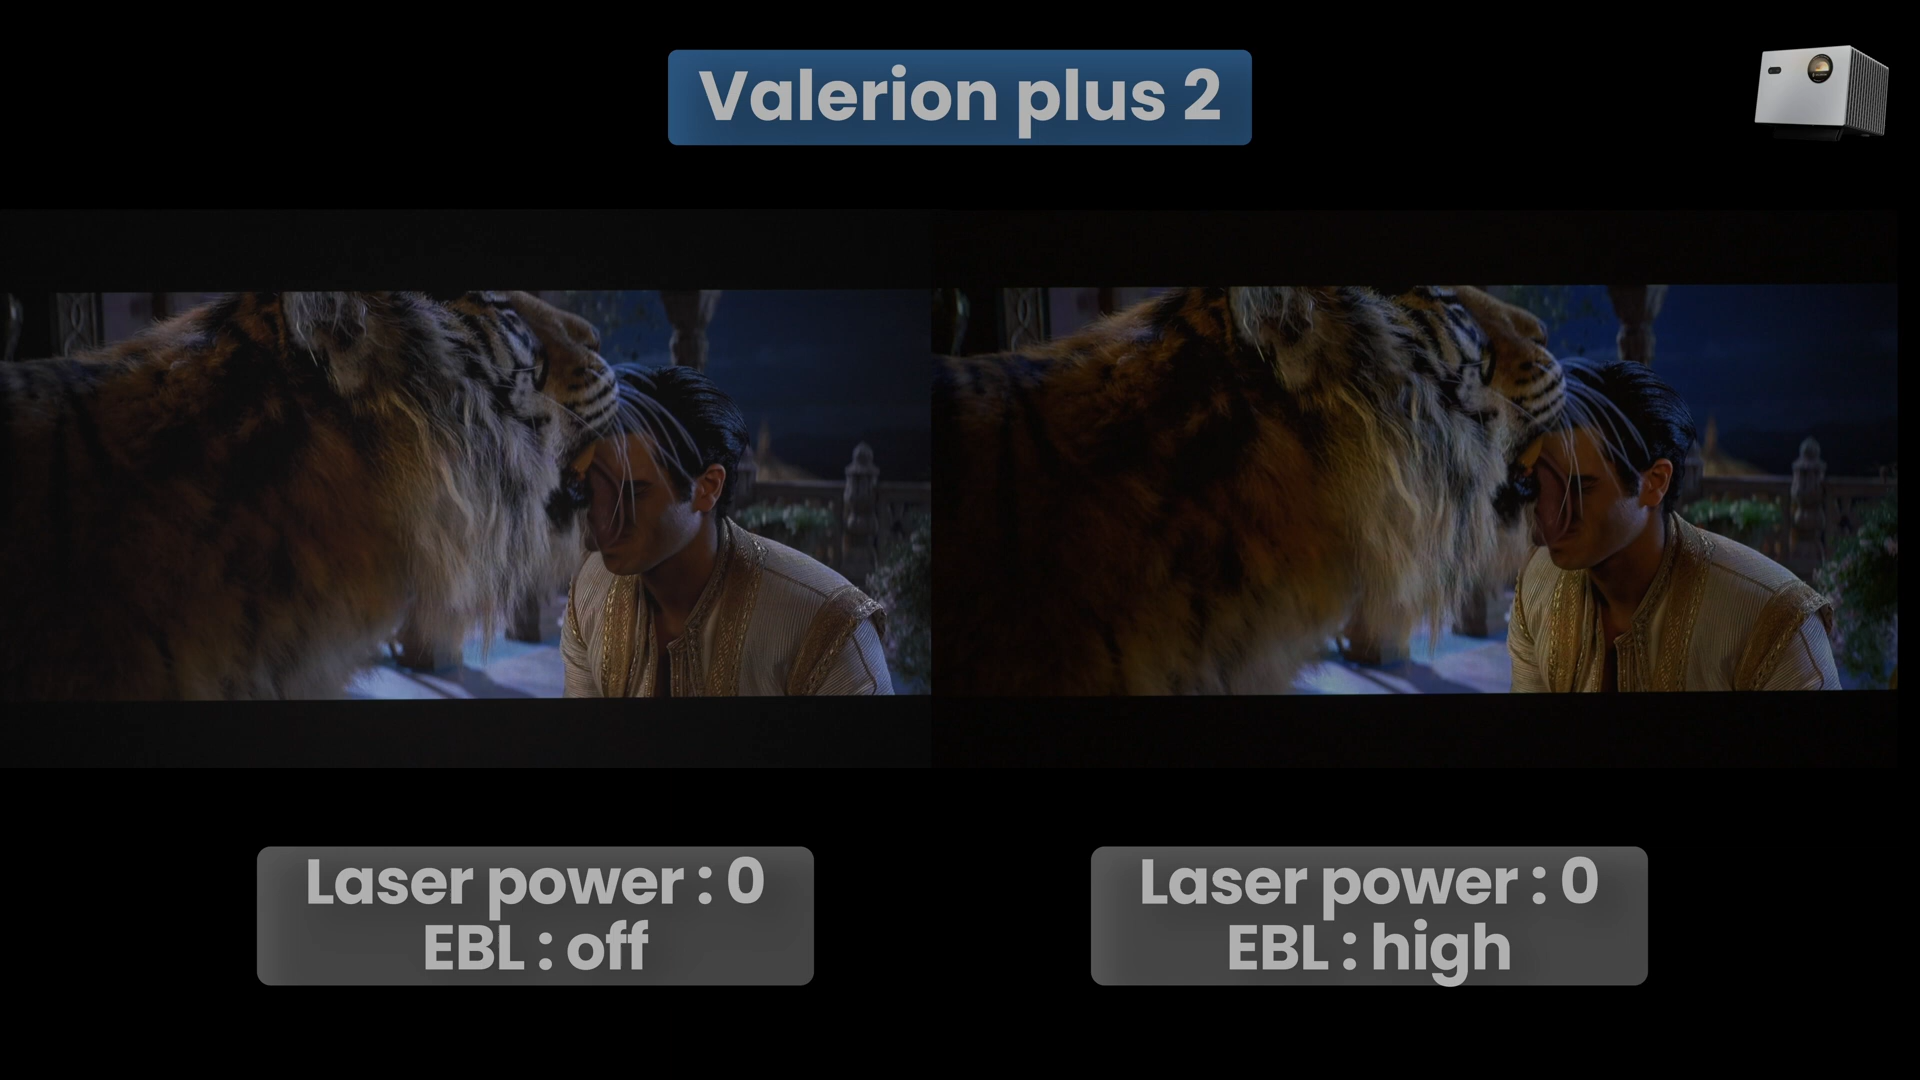 Valerion plus 2
Laser power : 0
EBL : off
Laser power : 0
EBL : high